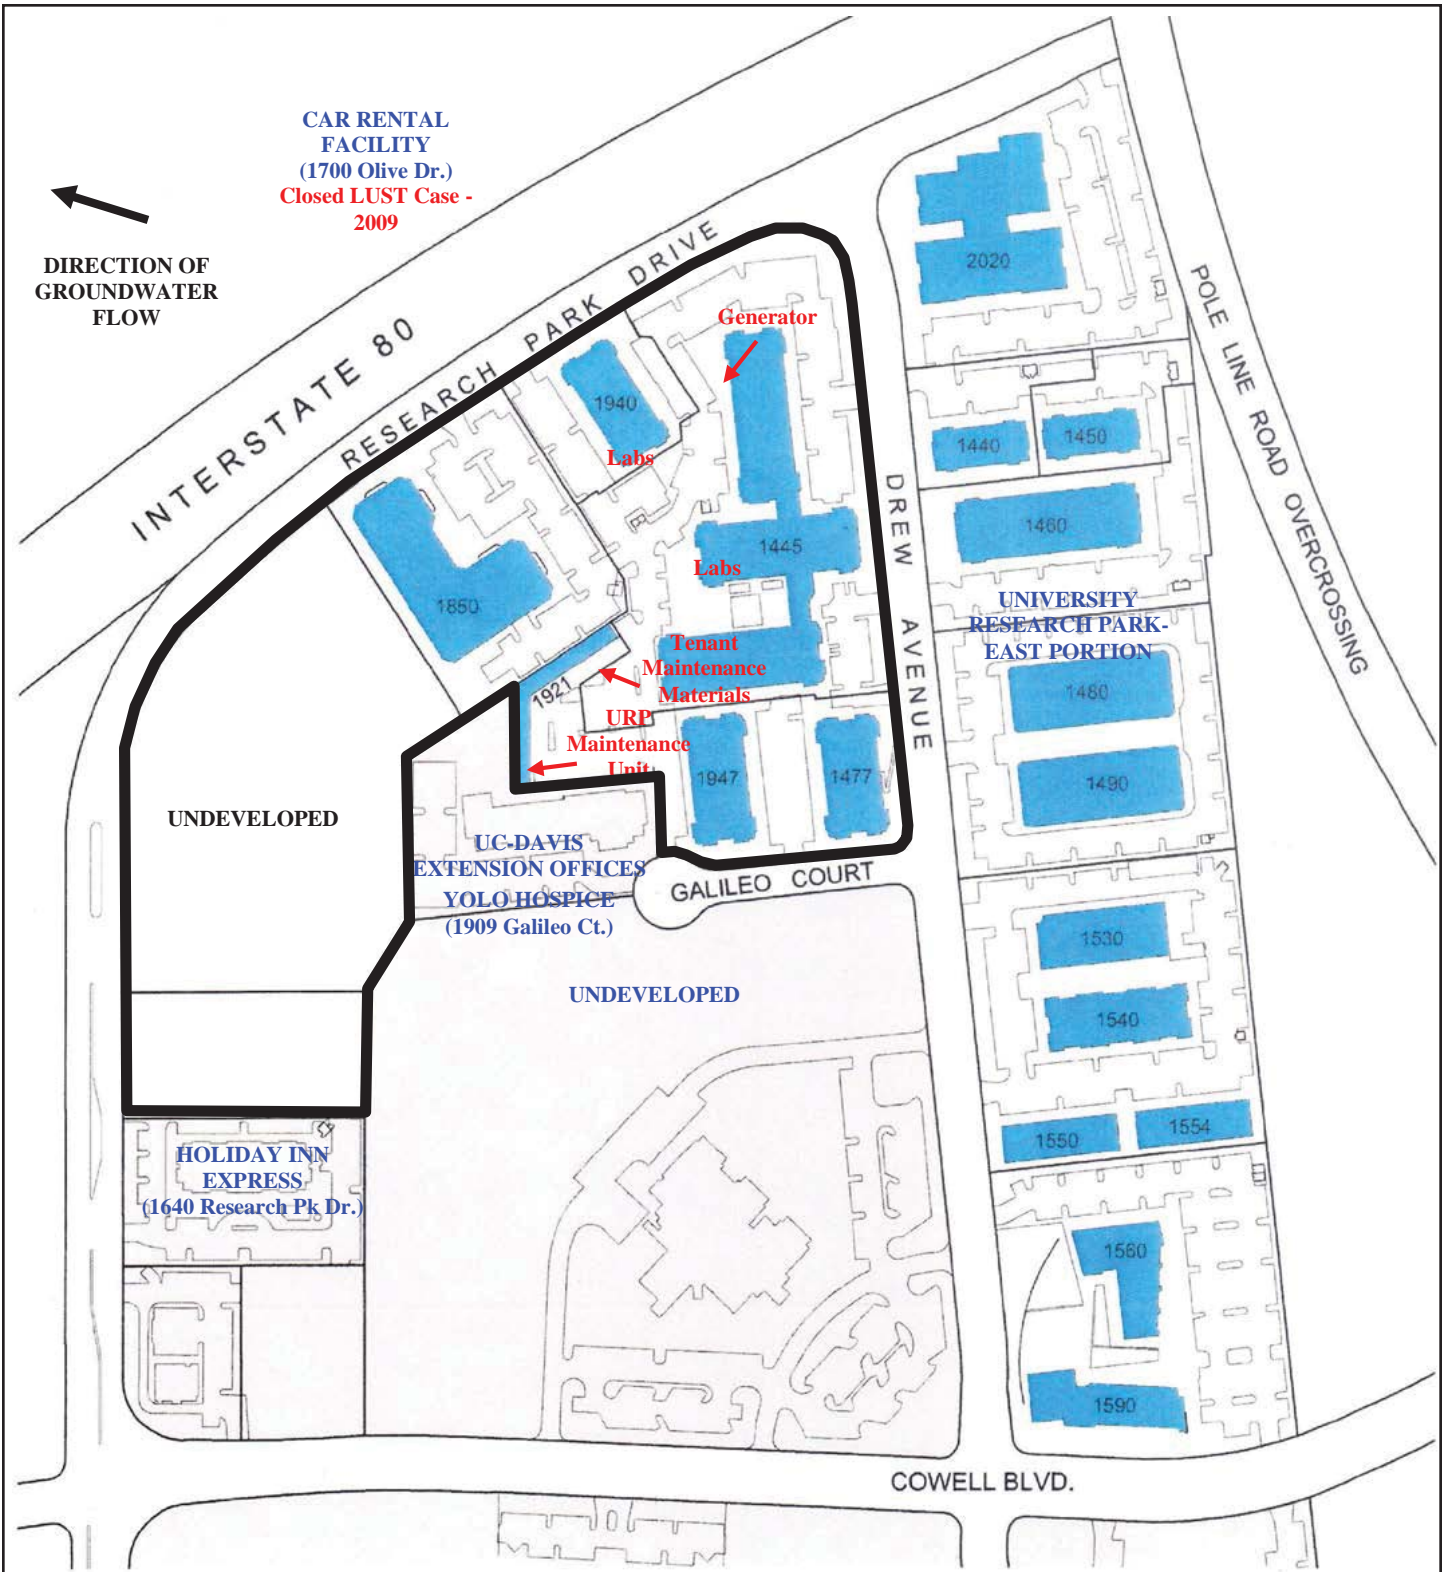 CAR RENTAL
FACILITY
(1700 Olive Dr.)
Closed LUST Case -
2009
DIRECTION OF
GROUNDWATER
FLOW
INTERSTATE 80
RESEARCH PARK DRIVE
Generator
2020
POLE LINE ROAD OVERCROSSING
1940
Labs
1440
1450
DREW AVENUE
1460
1445
Labs
1850
UNIVERSITY
RESEARCH PARK-
EAST PORTION
Tenant
Maintenance
Materials
1921
1480
URP
Maintenance
Unit
1947
1477
1490
UNDEVELOPED
UC-DAVIS
EXTENSION OFFICES
YOLO HOSPICE
(1909 Galileo Ct.)
GALILEO COURT
1530
UNDEVELOPED
1540
1550
1554
HOLIDAY INN
EXPRESS
(1640 Research Pk Dr.)
1560
1590
COWELL BLVD.